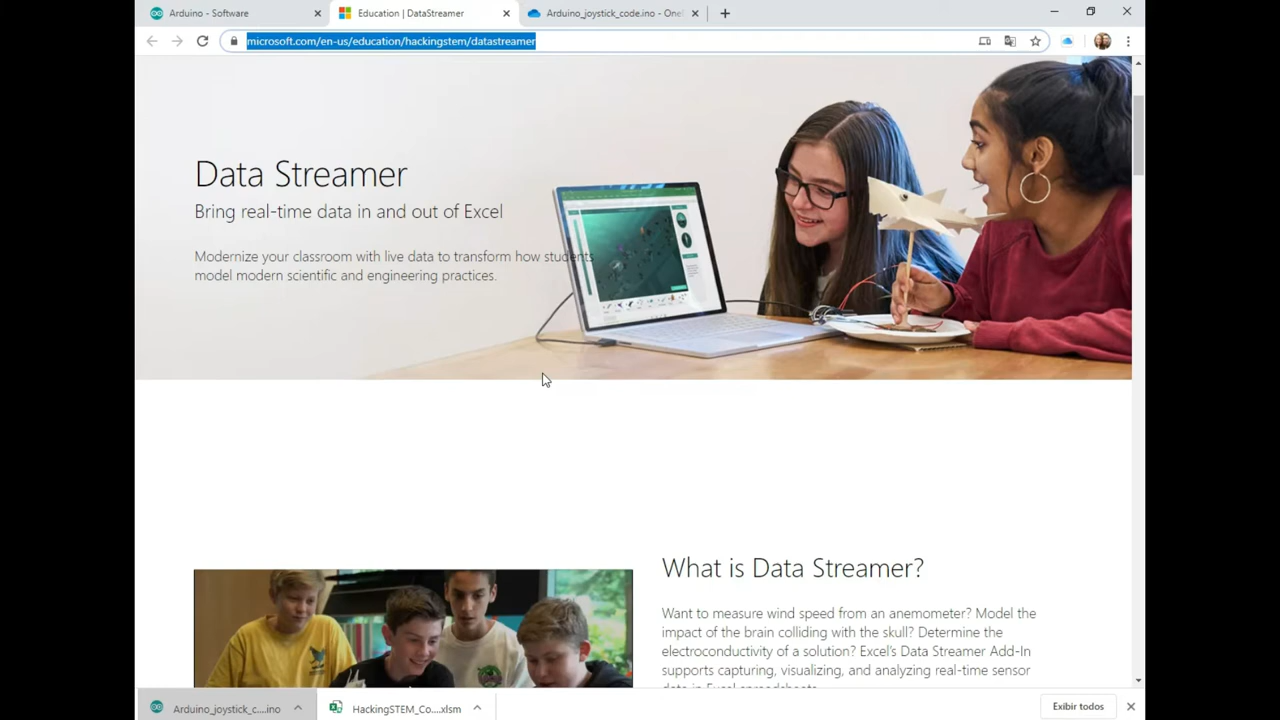 Arduino - Software
Education | DataStreamer
Arduino_joystick_code.ino - One
microsoft.com/en-us/education/hackingstem/datastreamer
Data Streamer
Bring real-time data in and out of Excel
Modernize your classroom with live data to transform how students
model modern scientific and engineering practices.
What is Data Streamer?
Want to measure wind speed from an anemometer? Model the
impact of the brain colliding with the skull? Determine the
electroconductivity of a solution? Excel's Data Streamer Add-In
supports capturing, visualizing, and analyzing real-time sensor
data in Excel spreadsheets.
Arduino_joystick_c....ino
HackingSTEM_Co....xlsm
Exibir todos